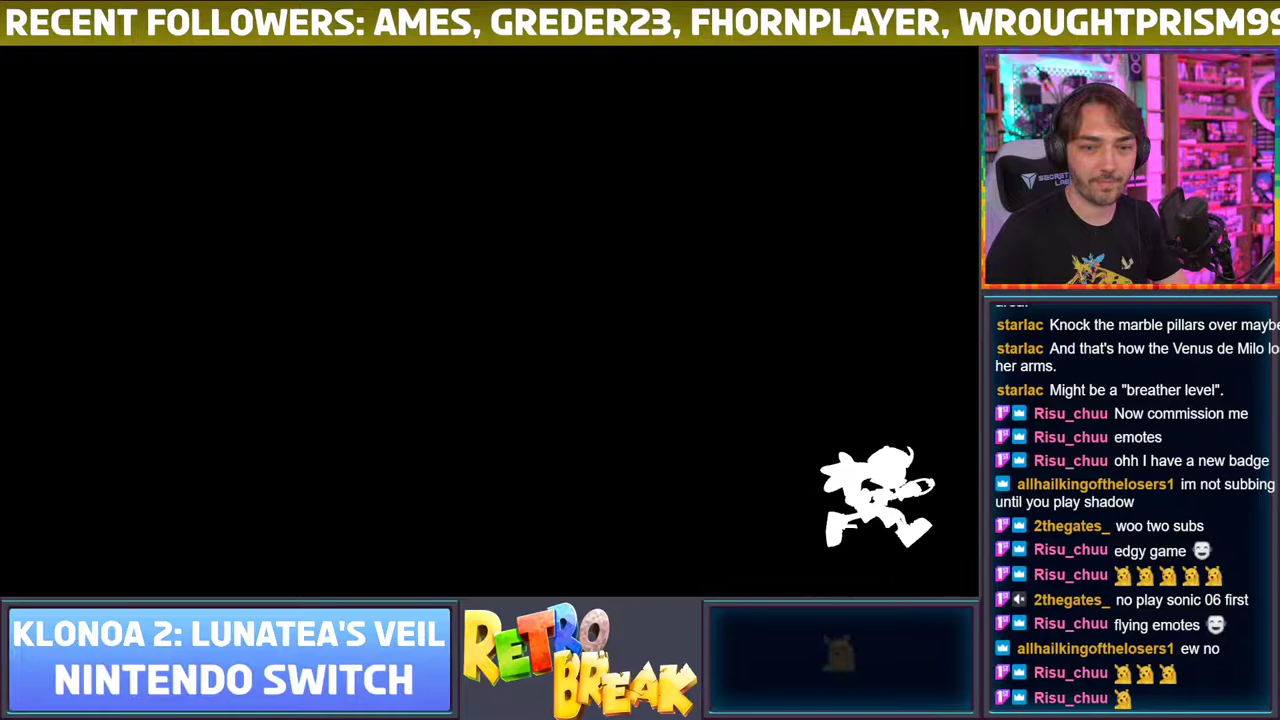 RECENT FOLLOWERS: AMES, GREDER23, FHORNPLAYER, WROUGHTPRISM99
SECRET
LAB
starlac Knock the marble pillars over maybe
starlac And that's how the Venus de Milo lo
her arms.
starlac Might be a "breather level".
Risu_chuu Now commission me
Risu_chuu emotes
Risu_chuu ohh I have a new badge
allhailkingofthelosers1 im not subbing
until you play shadow
2thegates_ woo two subs
Risu_chuu edgy game
Risu_chuu
2thegates_ no play sonic 06 first
Risu_chuu flying emotes
allhailkingofthelosers1 ew no
Risu_chuu
Risu_chuu
KLONOA 2: LUNATEA'S VEIL
NINTENDO SWITCH
RETRO
BREAK